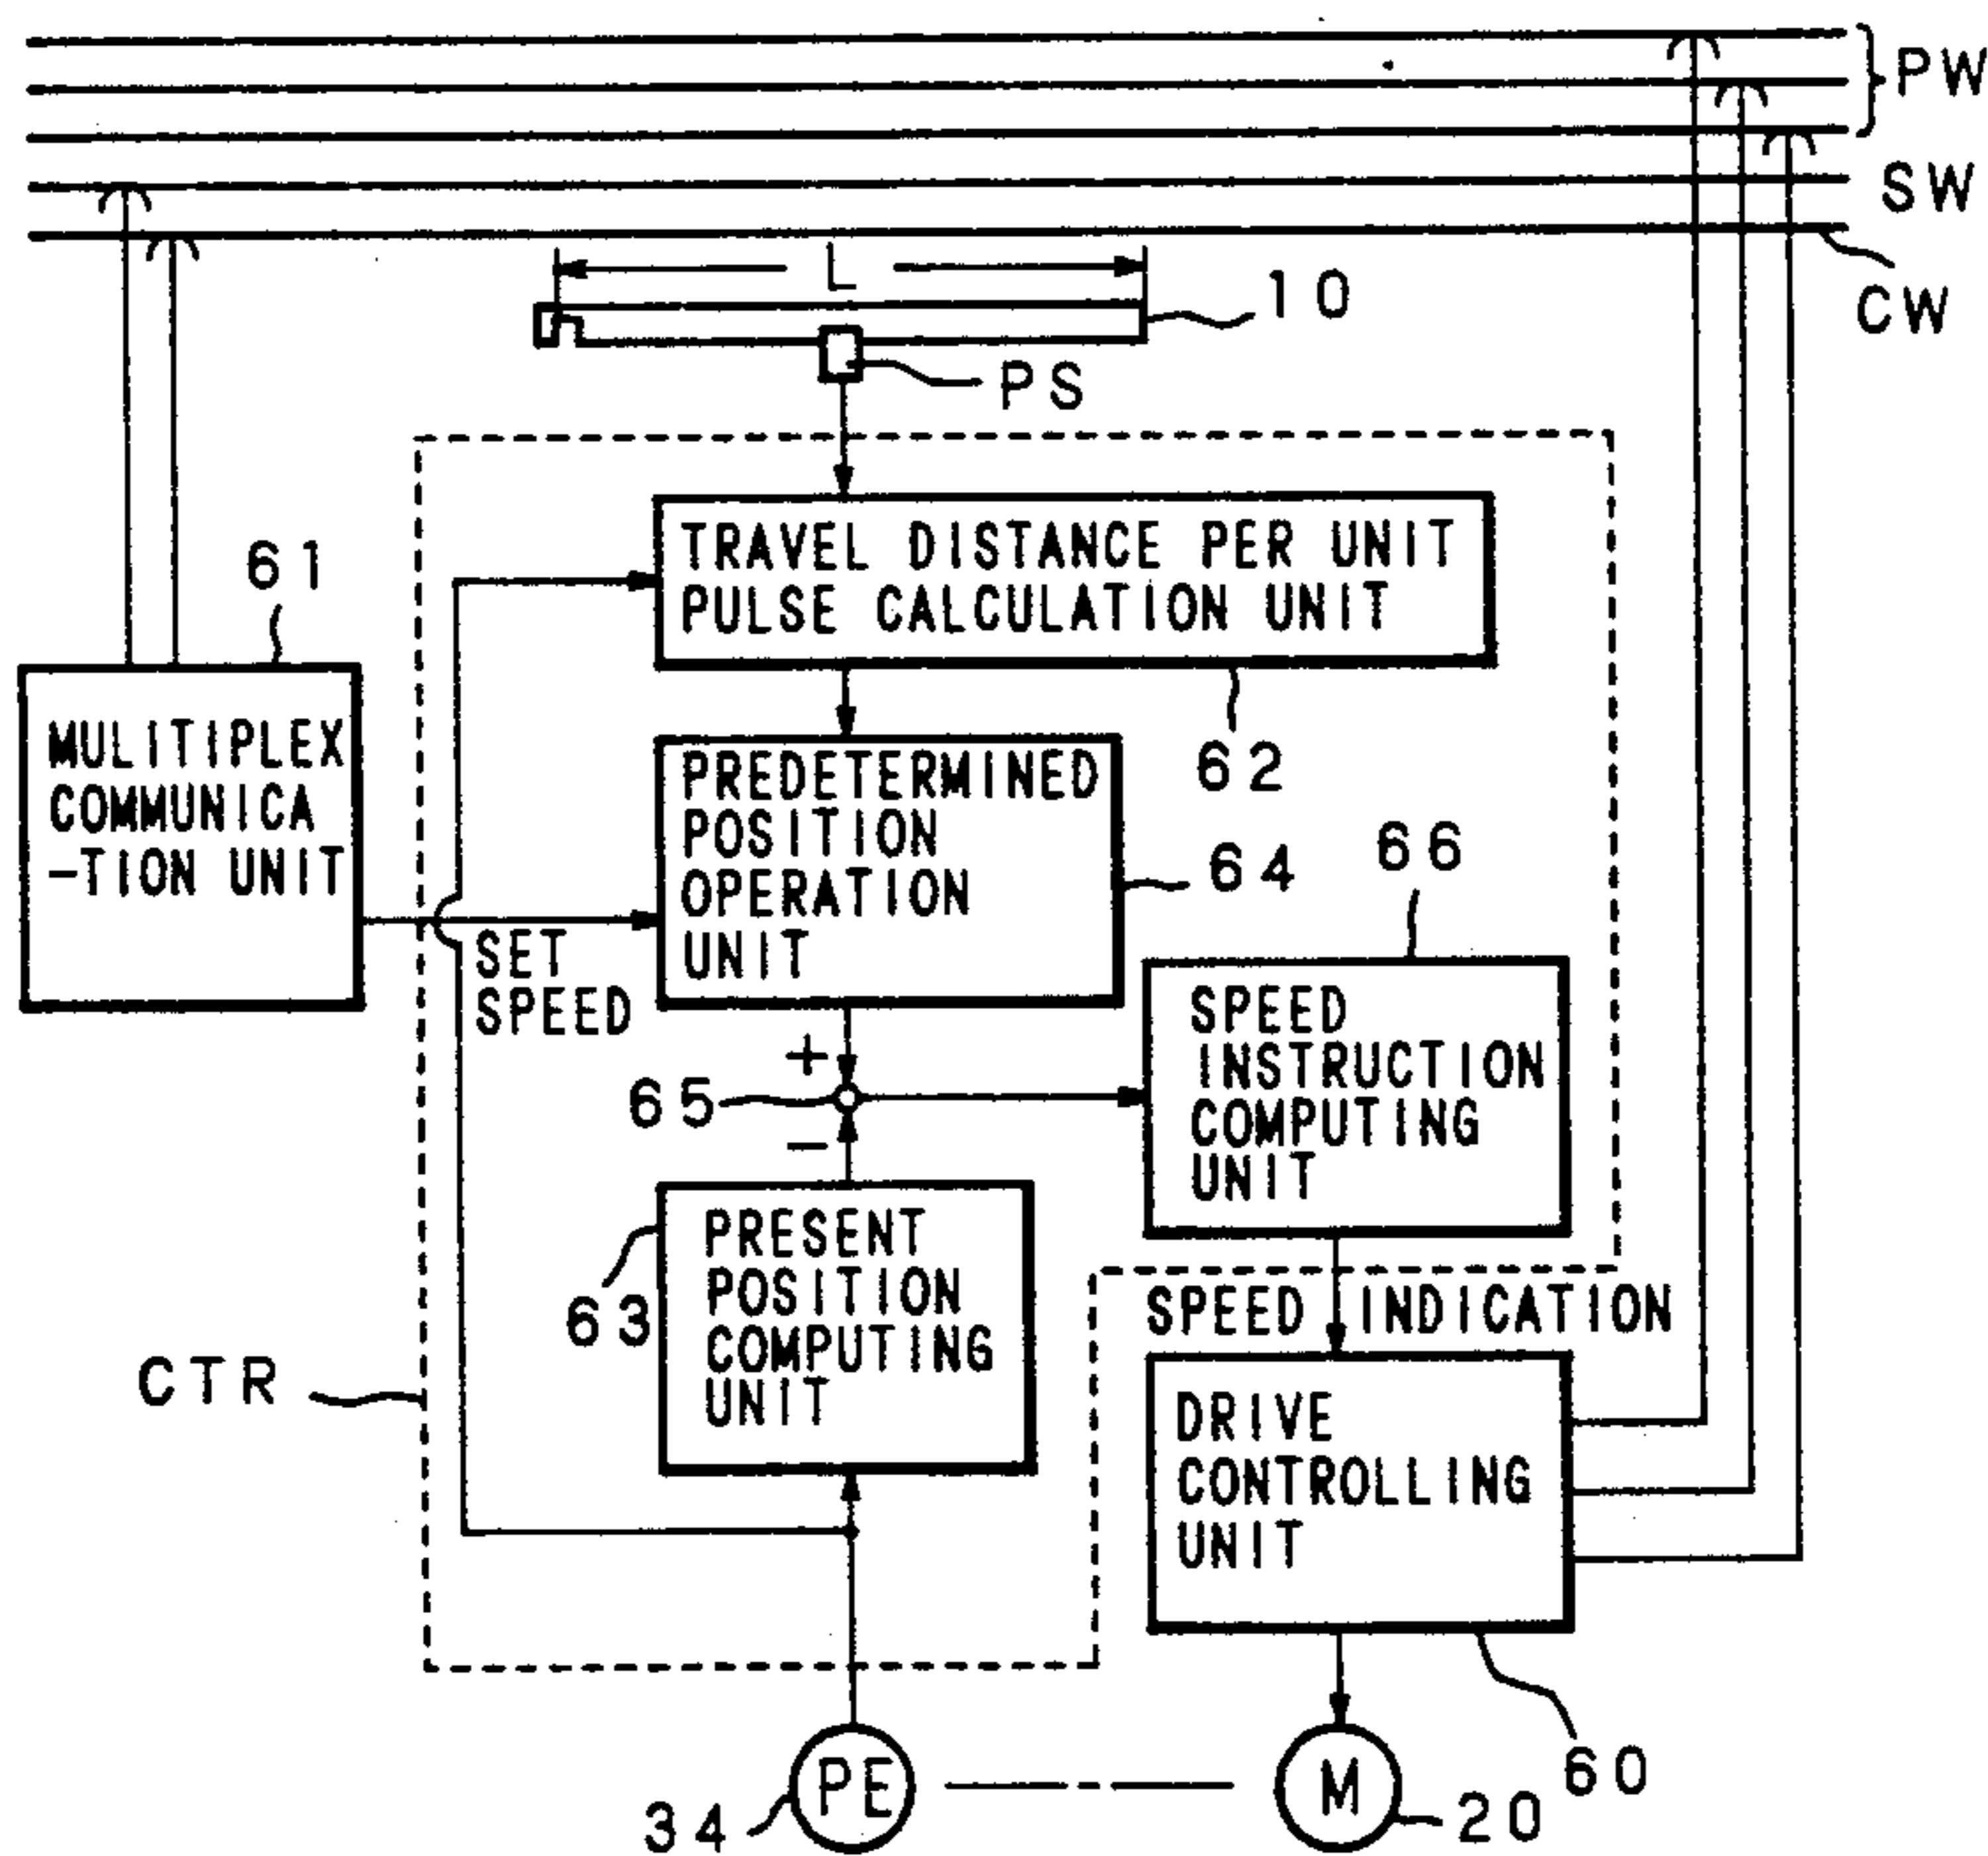 PW
SW
CW
L
10
PS
61
TRAVEL DISTANCE PER UNIT
PULSE CALCULATION UNIT
62
MULITIPLEX
COMMUNICA
-TION UNIT
PREDETERMINED
POSITION
OPERATION
UNIT
64
66
SET
SPEED
SPEED
INSTRUCTION
COMPUTING
UNIT
+
65
-
PRESENT
POSITION
COMPUTING
UNIT
63
SPEED INDICATION
CTR
DRIVE
CONTROLLING
UNIT
60
PE
M
34
20